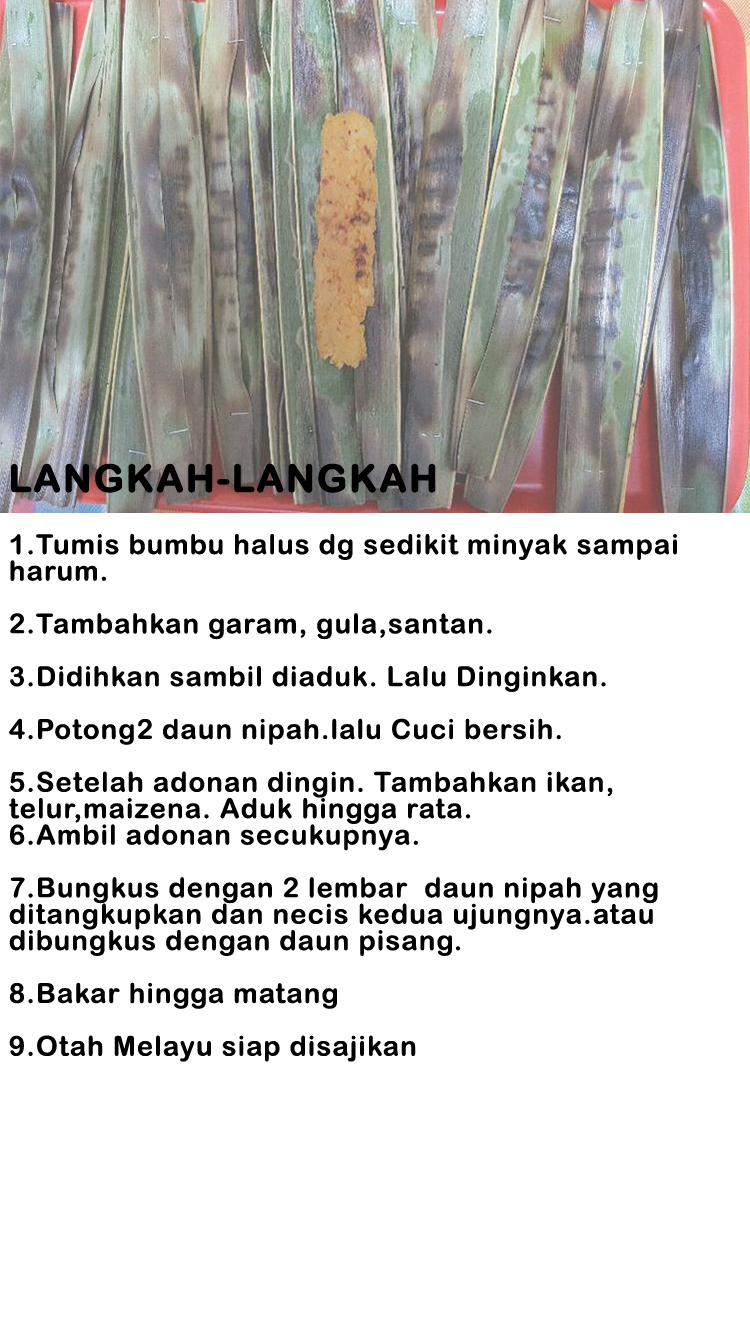 LANGKAH-LANGKAH
1.Tumis bumbu halus dg sedikit minyak sampai
harum.
2.Tambahkan garam, gula,santan.
3.Didihkan sambil diaduk. Lalu Dinginkan.
4.Potong2 daun nipah.lalu Cuci bersih.
5.Setelah adonan dingin. Tambahkan ikan,
telur,maizena. Aduk hingga rata.
6.Ambil adonan secukupnya.
7.Bungkus dengan 2 lembar  daun nipah yang
ditangkupkan dan necis kedua ujungnya.atau
dibungkus dengan daun pisang.
8.Bakar hingga matang
9.Otah Melayu siap disajikan